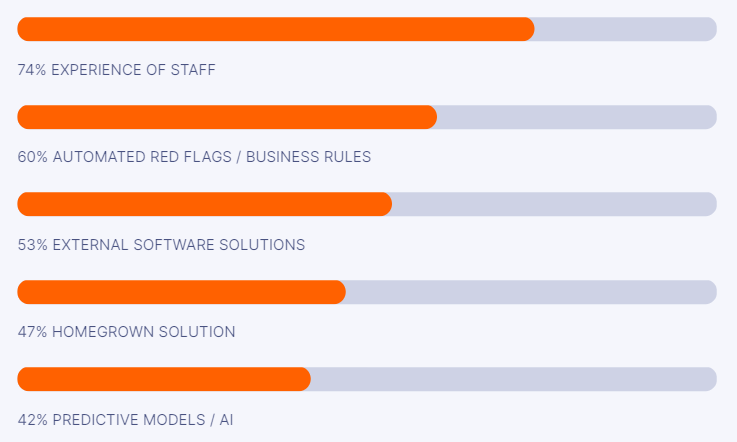 74% EXPERIENCE OF STAFF
60% AUTOMATED RED FLAGS / BUSINESS RULES
53% EXTERNAL SOFTWARE SOLUTIONS
47% HOMEGROWN SOLUTION
42% PREDICTIVE MODELS / AI